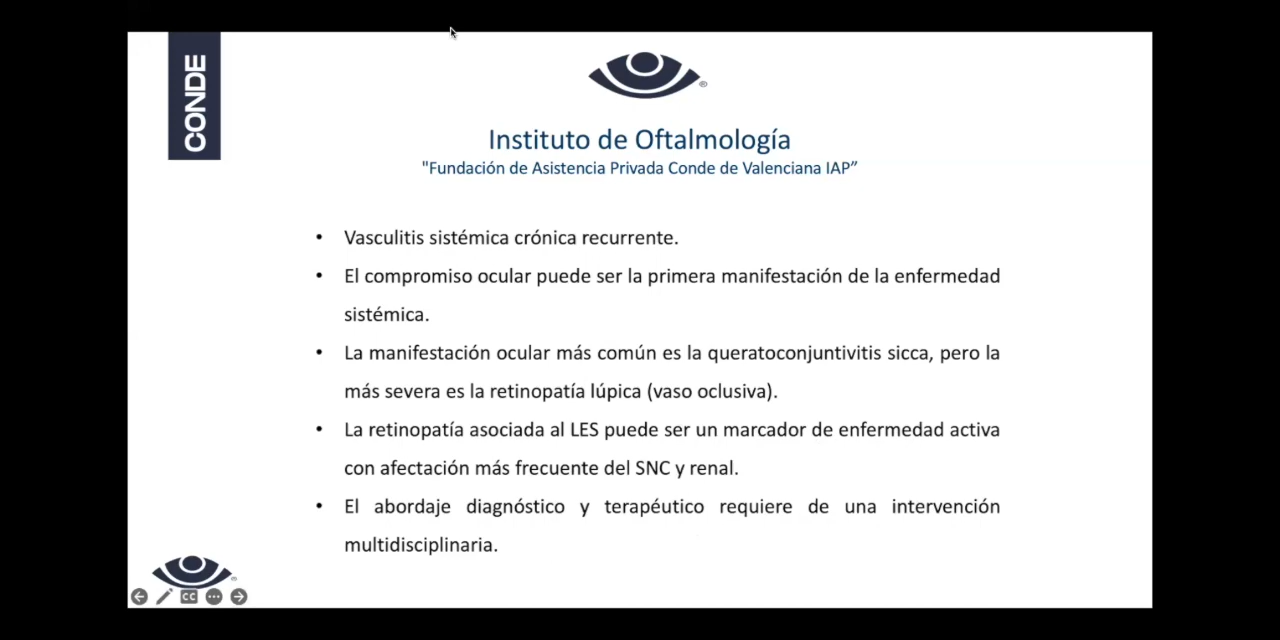 CONDE
®
Instituto de Oftalmología
"Fundación de Asistencia Privada Conde de Valenciana IAP”
• Vasculitis sistémica crónica recurrente.
• El compromiso ocular puede ser la primera manifestación de la enfermedad
sistémica.
• La manifestación ocular más común es la queratoconjuntivitis sicca, pero la
más severa es la retinopatía lúpica (vaso oclusiva).
• La retinopatía asociada al LES puede ser un marcador de enfermedad activa
con afectación más frecuente del SNC y renal.
• El abordaje diagnóstico y terapéutico requiere de una intervención
multidisciplinaria.
CC